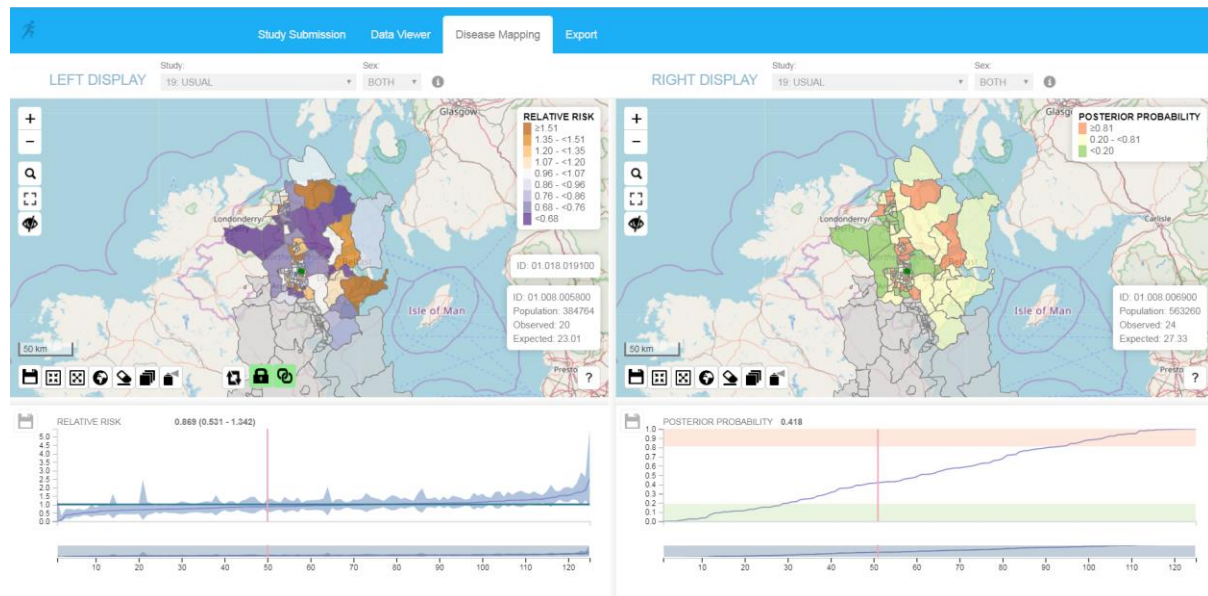 Study Submission Data Viewer Disease Mapping Export
LEFT DISPLAY
Study:
19: USUAL
Sex:
BOTH
RIGHT DISPLAY
Study:
19: USUAL
Sex:
BOTH
+
−
Glasgow
RELATIVE RISK
≥1.51
1.35 - <1.51
1.20 - <1.35
1.07 - <1.20
0.96 - <1.07
0.86 - <0.96
0.76 - <0.86
0.68 - <0.76
<0.68
Londonderry/
ID: 01.018.019100
ID: 01.008.005800
Population: 384764
Observed: 20
Expected: 23.01
Isle of Man
50 km
Presto
?
+
−
Glasg
POSTERIOR PROBABILITY
≥0.81
0.20 - <0.81
<0.20
Londonderry/
Carlisle
ID: 01.008.006900
Population: 563260
Observed: 24
Expected: 27.33
Isle of Man
50 km
Presto
?
RELATIVE RISK 0.869 (0.531 - 1.342)
5.0
4.5
4.0
3.5
3.0
2.5
2.0
1.5
1.0
0.5
0.0
10 20 30 40 50 60 70 80 90 100 110 120
POSTERIOR PROBABILITY 0.418
1.0
0.9
0.8
0.7
0.6
0.5
0.4
0.3
0.2
0.1
0.0
10 20 30 40 50 60 70 80 90 100 110 120